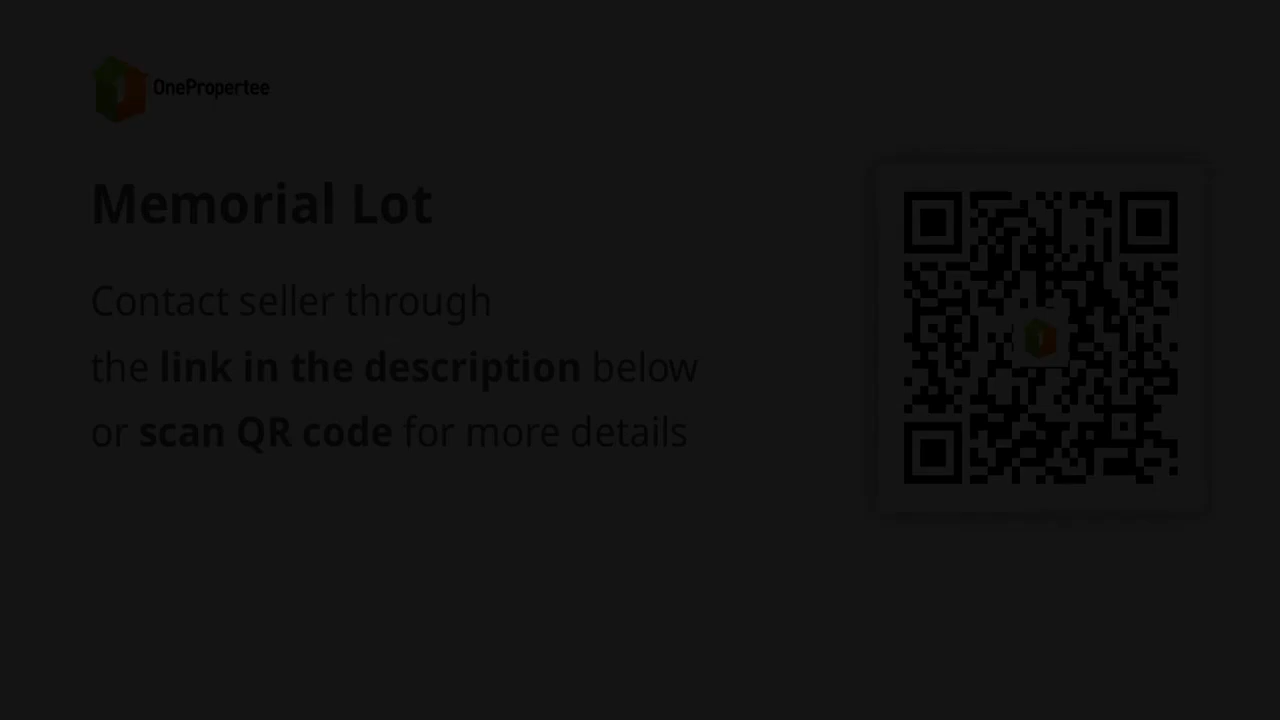 OnePropertee
Memorial Lot
Contact seller through
the link in the description below
or scan QR code for more details